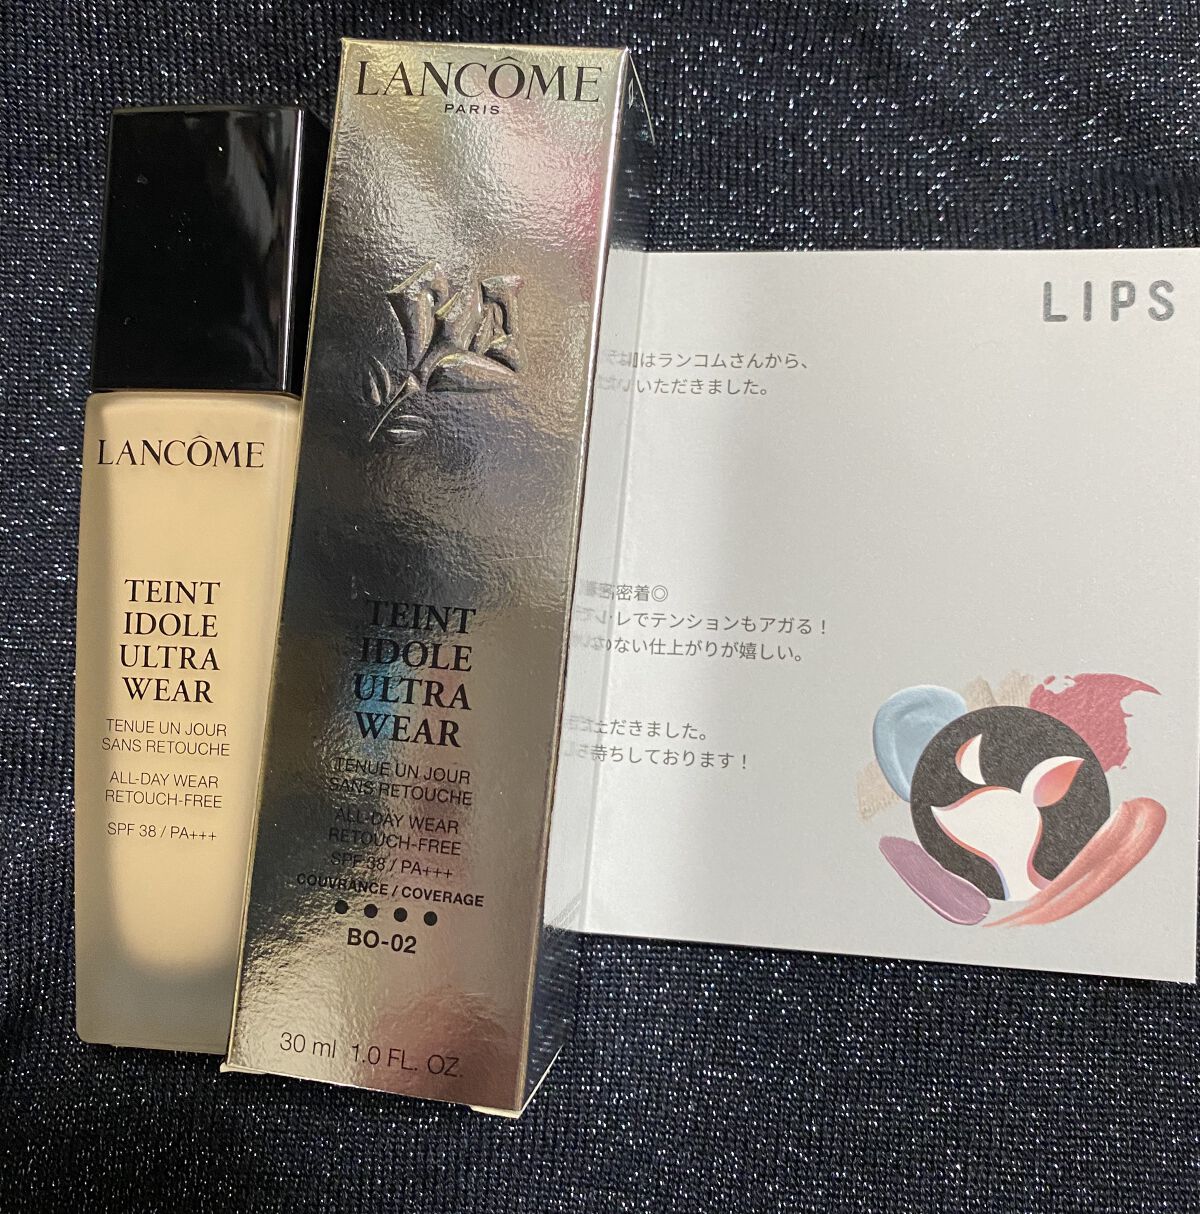 LANCÔME
TEINT
IDOLE
ULTRA
WEAR
TENUE UN JOUR
SANS RETOUCHE
ALL-DAY WEAR
RETOUCH-FREE
SPF 38 / PA+++
LANCÔME
PARIS
TEINT
IDOLE
ULTRA
WEAR
TENUE UN JOUR
SANS RETOUCHE
ALL-DAY WEAR
RETOUCH-FREE
SPF 38 / PA+++
COUVRANCE / COVERAGE
BO-02
30 ml 1.0 FL. OZ.
LIPS
はランコムさんから、
いただきました。
密着◎
レでテンションもアガる！
のない仕上がりが嬉しい。
だきました。
待ちしております！